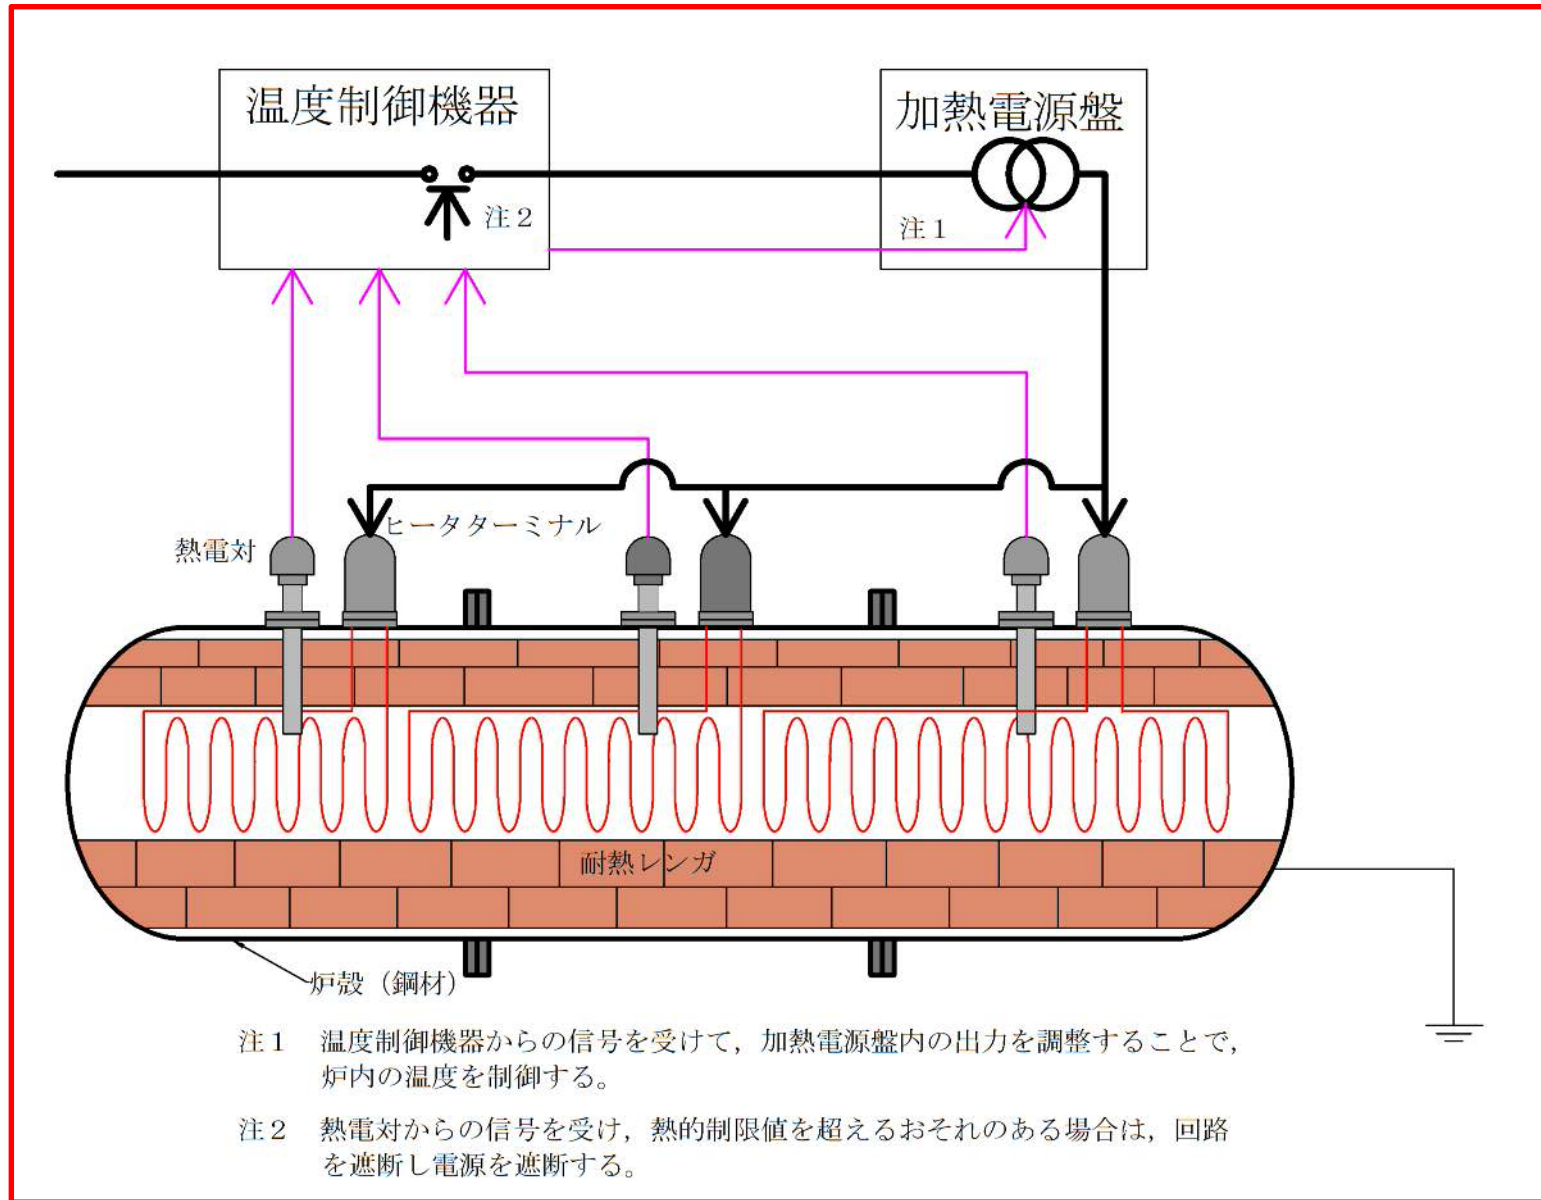 温度制御機器
加熱電源盤
注２
注１
ヒータターミナル
熱電対
耐熱レンガ
炉殻（鋼材）
注１　温度制御機器からの信号を受けて，加熱電源盤内の出力を調整することで，
炉内の温度を制御する。
注２　熱電対からの信号を受け，熱的制限値を超えるおそれのある場合は，回路
を遮断し電源を遮断する。